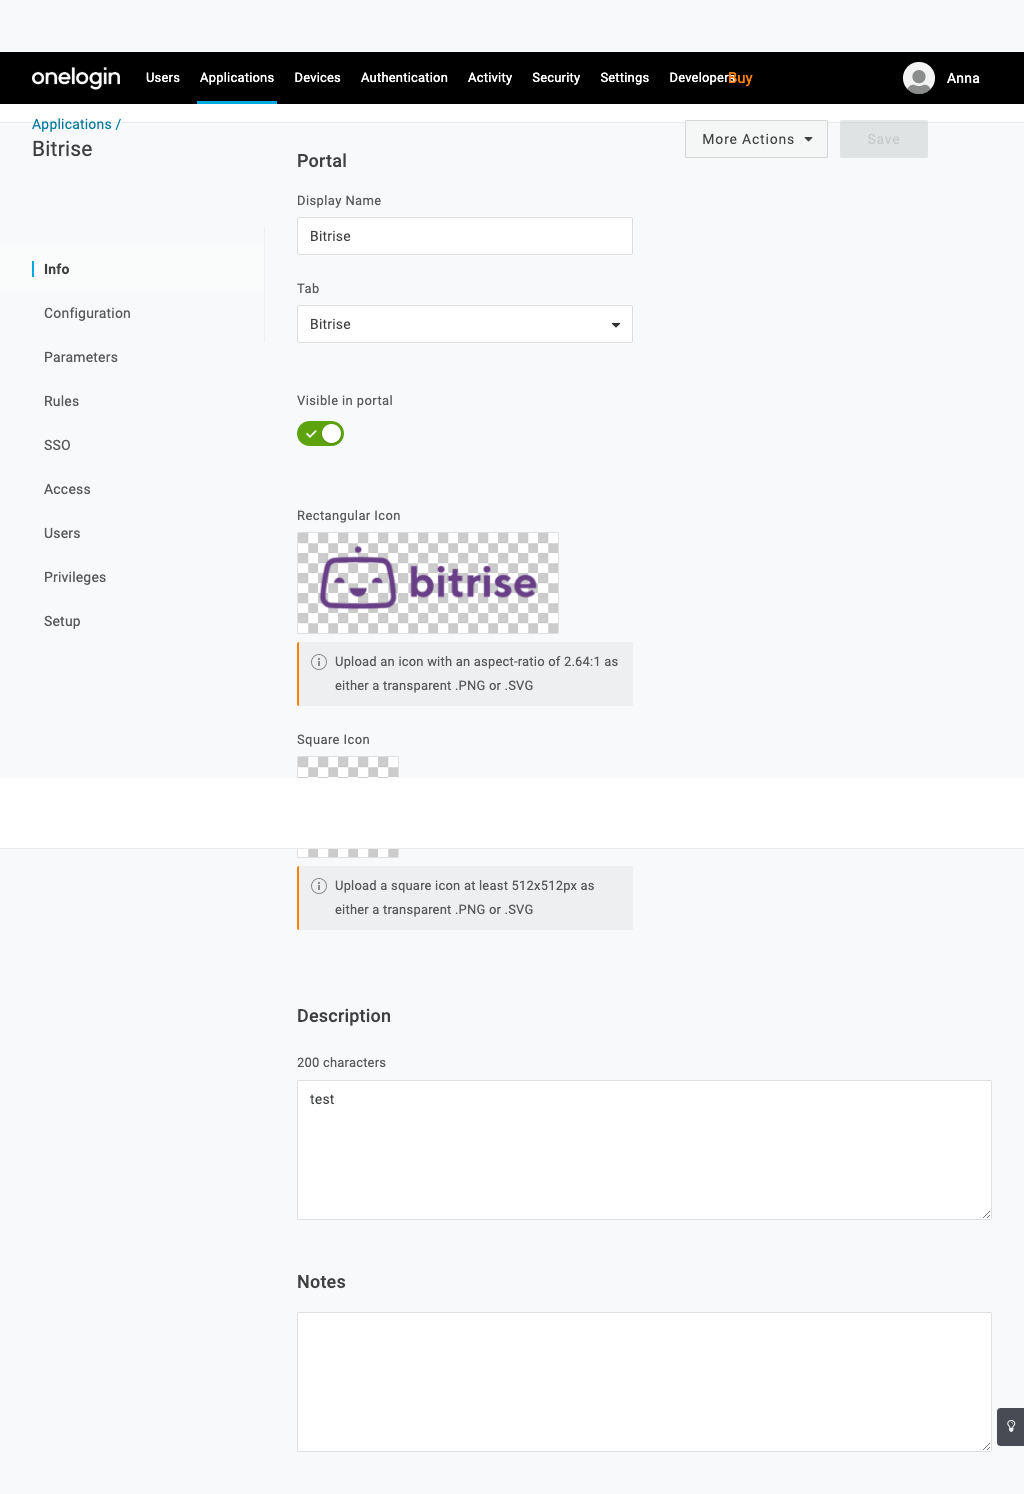 onelogin Users Applications Devices Authentication Activity Security Settings Developers Buy Anna
Applications /
Bitrise
More Actions Save
Info
Configuration
Parameters
Rules
SSO
Access
Users
Privileges
Setup
Portal
Display Name
Bitrise
Tab
Bitrise
Visible in portal
Rectangular Icon
bitrise
Upload an icon with an aspect-ratio of 2.64:1 as
either a transparent .PNG or .SVG
Square Icon
Upload a square icon at least 512x512px as
either a transparent .PNG or .SVG
Description
200 characters
test
Notes